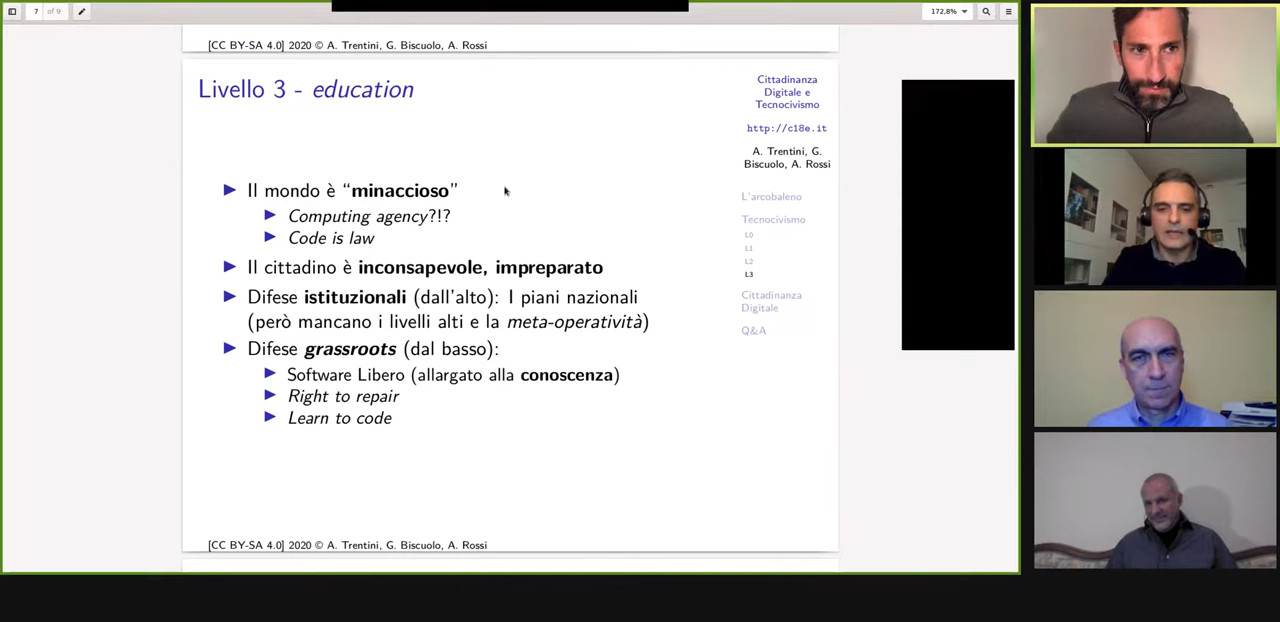 7 of 9
172,8%
[CC BY-SA 4.0] 2020 © A. Trentini, G. Biscuolo, A. Rossi
Livello 3 - education
Il mondo è “minaccioso”
Computing agency?!?
Code is law
Il cittadino è inconsapevole, impreparato
Difese istituzionali (dall'alto): I piani nazionali
(però mancano i livelli alti e la meta-operatività)
Difese grassroots (dal basso):
Software Libero (allargato alla conoscenza)
Right to repair
Learn to code
Cittadinanza
Digitale e
Tecnocivismo
http://c18e.it
A. Trentini, G.
Biscuolo, A. Rossi
L'arcobaleno
Tecnocivismo
L0
L1
L2
L3
Cittadinanza
Digitale
Q&A
[CC BY-SA 4.0] 2020 © A. Trentini, G. Biscuolo, A. Rossi